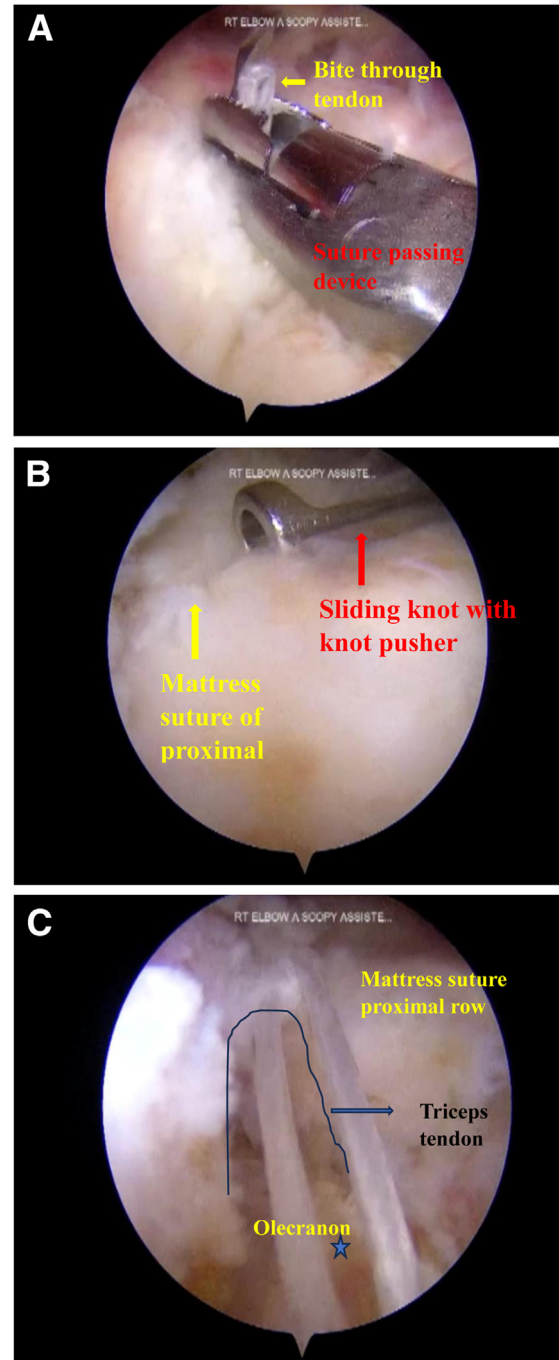 A
RT ELBOW A SCOPY ASSISTE...
Bite through
tendon
Suture passing
device
B
RT ELBOW A SCOPY ASSISTE...
Sliding knot with
knot pusher
Mattress
suture of
proximal
C
RT ELBOW A SCOPY ASSISTE...
Mattress suture
proximal row
Triceps
tendon
Olecranon